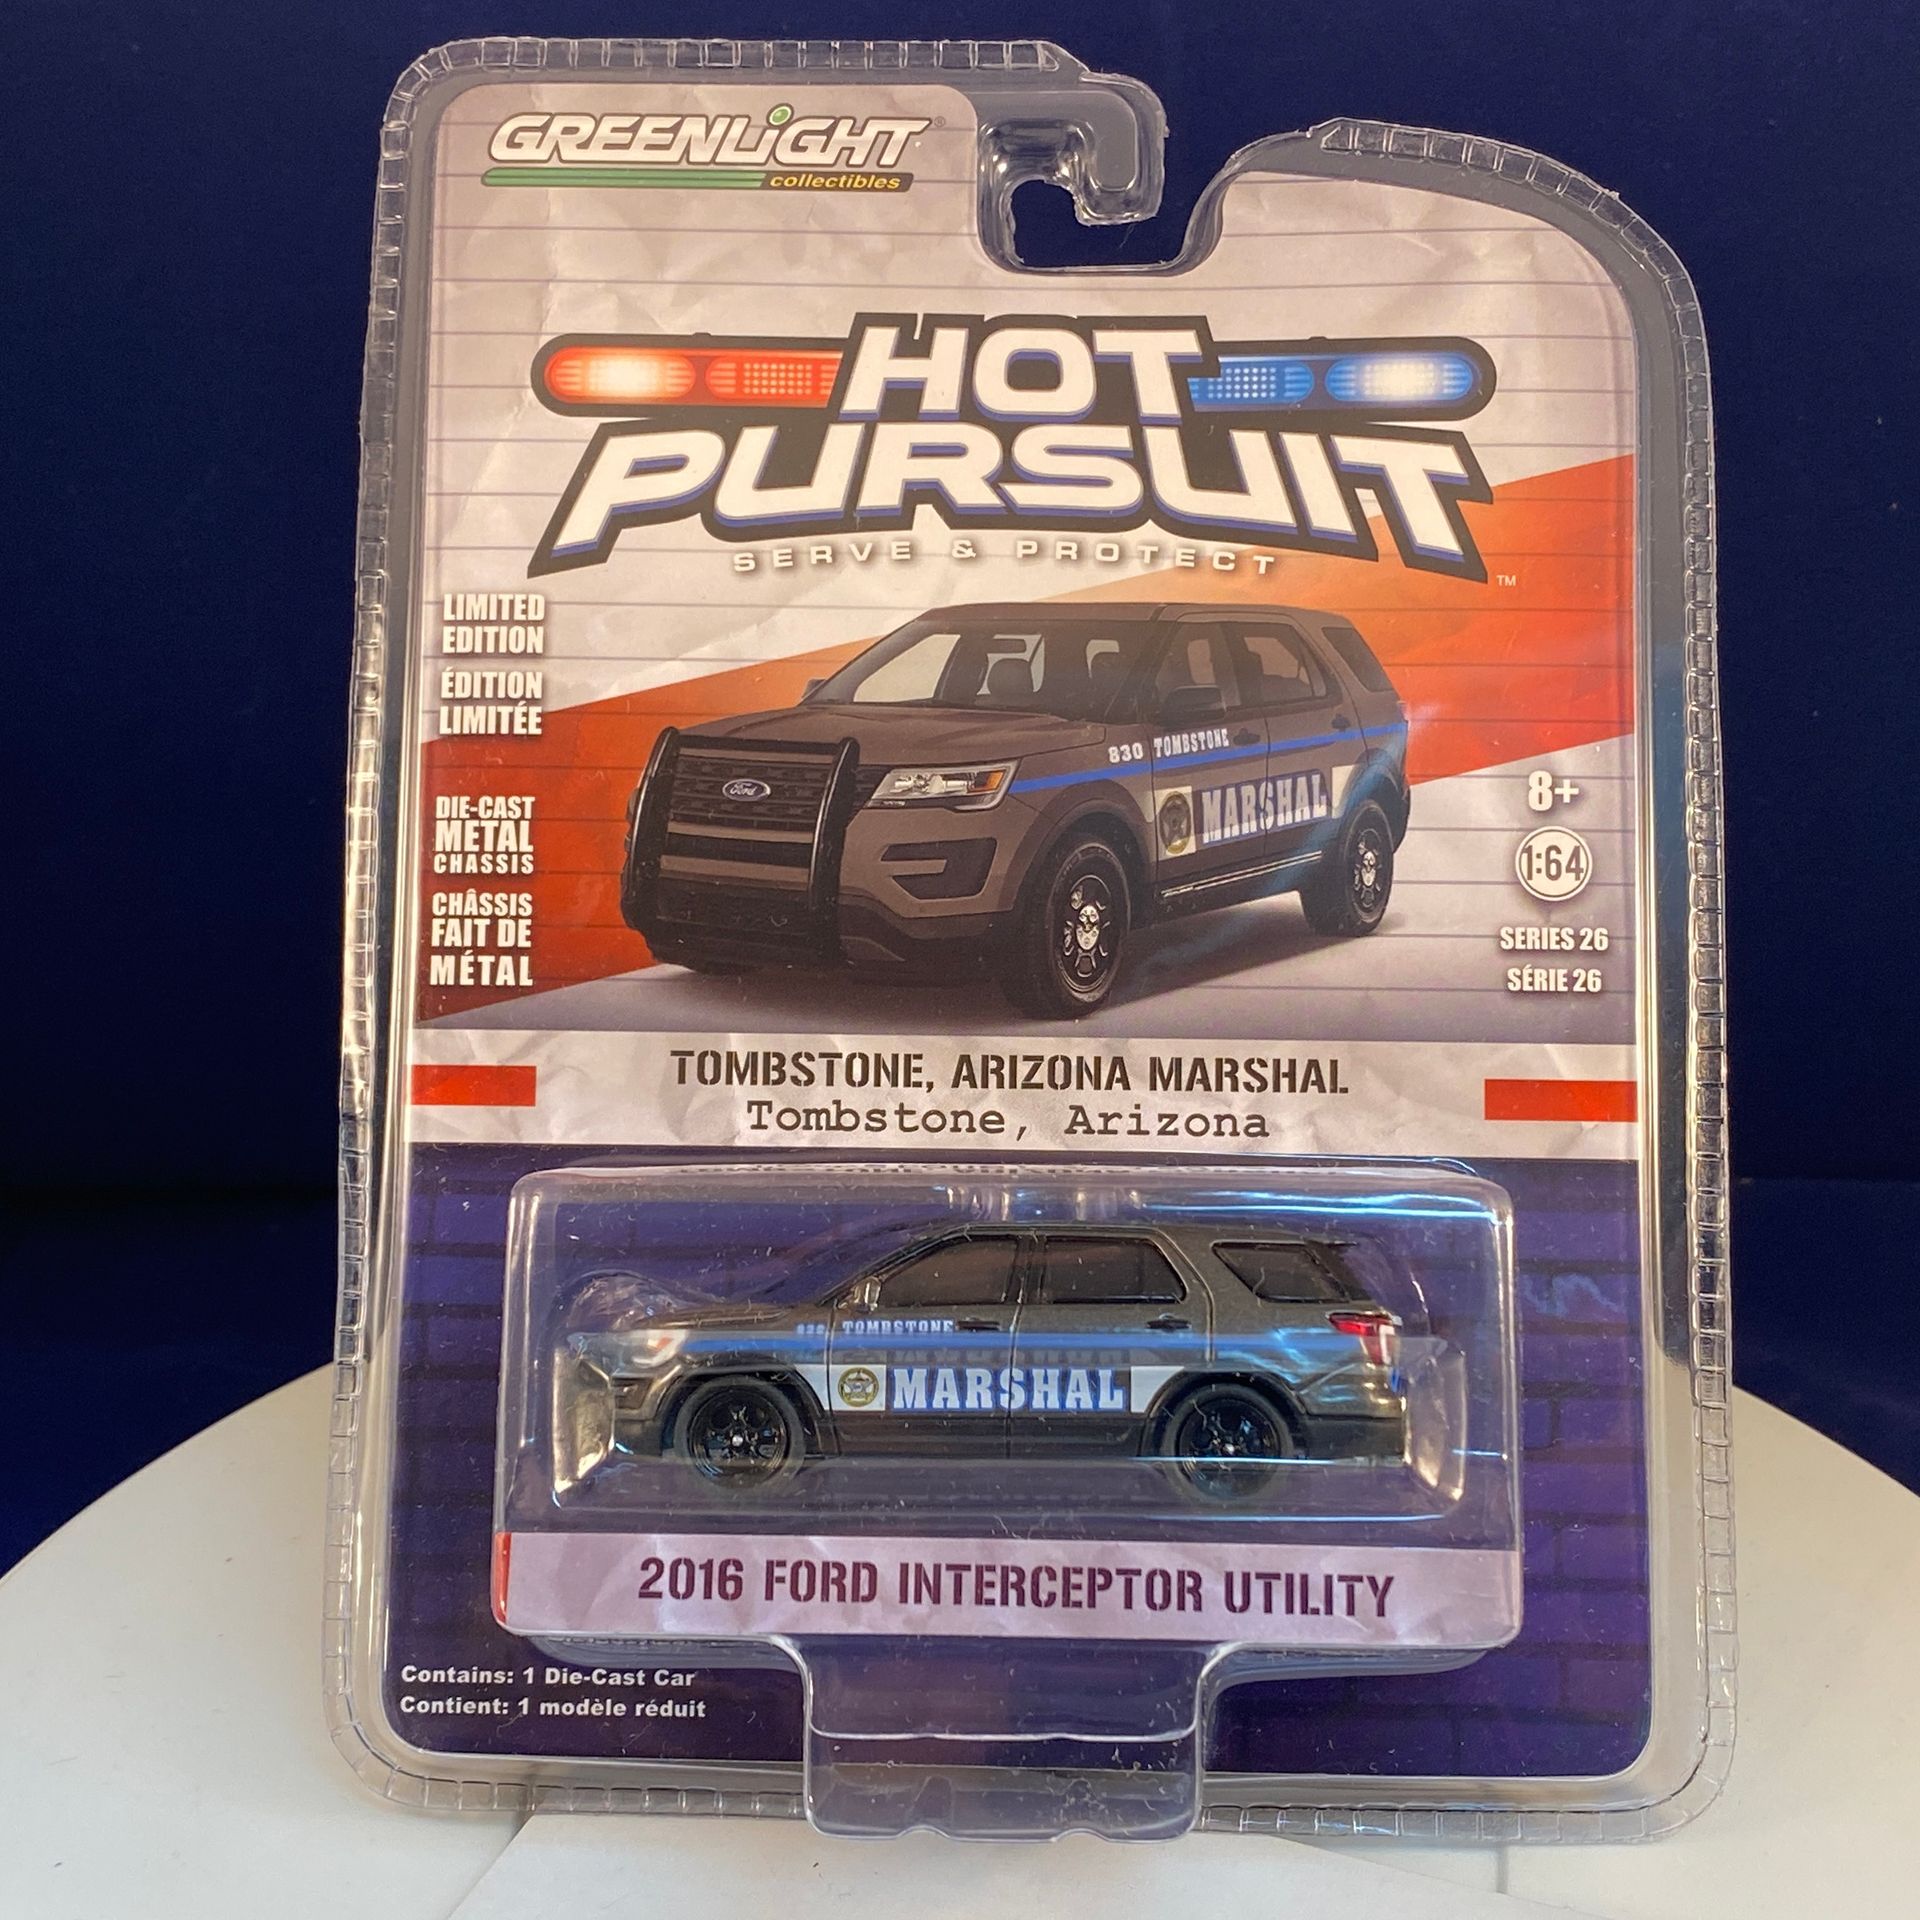 GREENLIGHT®
collectibles
HOT
PURSUIT
SERVE & PROTECT
™
LIMITED
EDITION
ÉDITION
LIMITÉE
DIE-CAST
METAL
CHASSIS
CHÂSSIS
FAIT DE
MÉTAL
Ford
830 TOMBSTONE
MARSHAL
8+
1:64
SERIES 26
SÉRIE 26
TOMBSTONE, ARIZONA MARSHAL
Tombstone, Arizona
TOMBSTONE
MARSHAL
2016 FORD INTERCEPTOR UTILITY
Contains: 1 Die-Cast Car
Contient: 1 modèle réduit